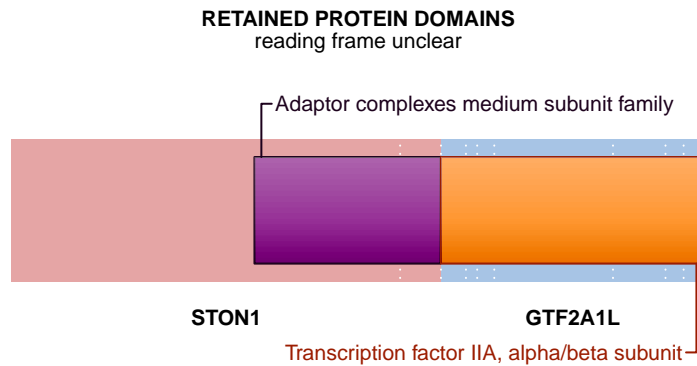 RETAINED PROTEIN DOMAINS
reading frame unclear
Adaptor complexes medium subunit family
STON1
GTF2A1L
Transcription factor IIA, alpha/beta subunit